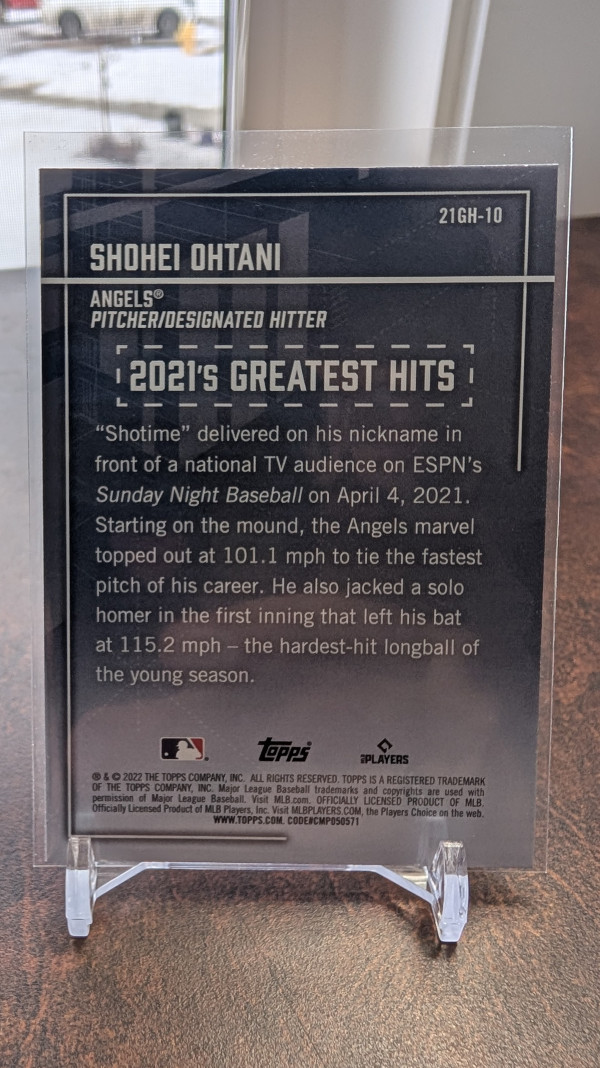 21GH-10
SHOHEI OHTANI
ANGELS®
PITCHER/DESIGNATED HITTER
2021'S GREATEST HITS
“Shotime” delivered on his nickname in
front of a national TV audience on ESPN’s
Sunday Night Baseball on April 4, 2021.
Starting on the mound, the Angels marvel
topped out at 101.1 mph to tie the fastest
pitch of his career. He also jacked a solo
homer in the first inning that left his bat
at 115.2 mph – the hardest-hit longball of
the young season.
Topps®
MLB PLAYERS
® & © 2022 THE TOPPS COMPANY, INC. ALL RIGHTS RESERVED. TOPPS IS A REGISTERED TRADEMARK
OF THE TOPPS COMPANY, INC. Major League Baseball trademarks and copyrights are used with
permission of Major League Baseball. Visit MLB.com. OFFICIALLY LICENSED PRODUCT OF MLB.
Officially Licensed Product of MLB Players, Inc. Visit MLBPLAYERS.COM, the Players Choice on the web.
WWW.TOPPS.COM. CODE#CMP050571